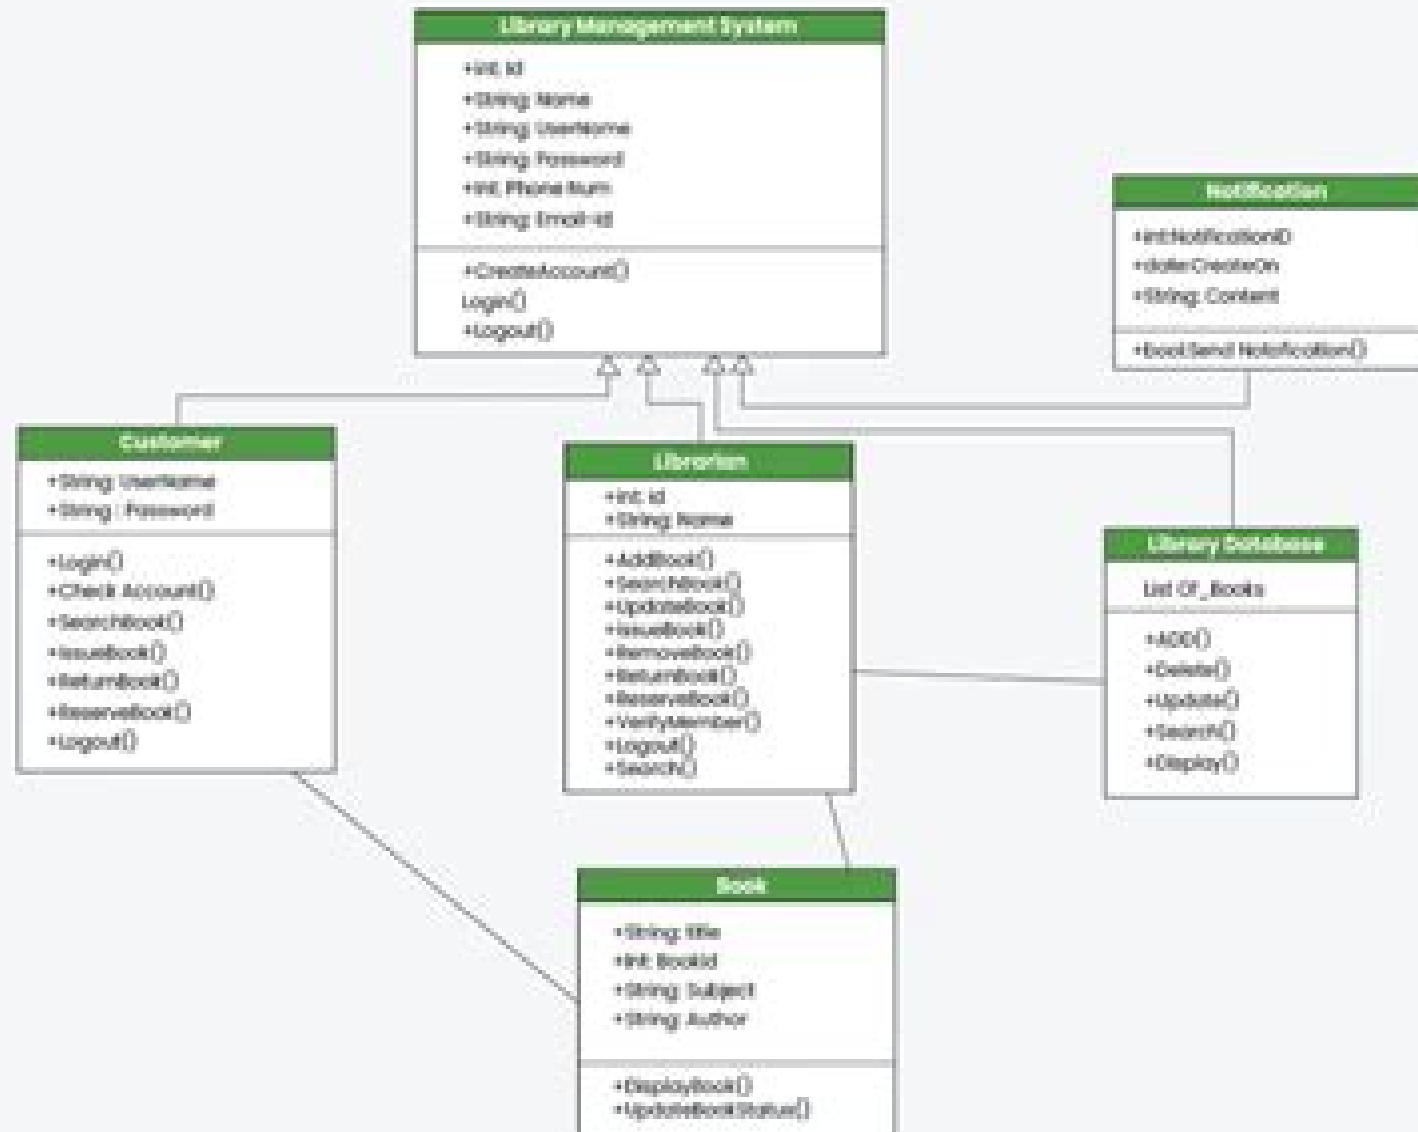 Library Management System
+int: Id
+String: Name
+String: UserName
+String: Password
+int: Phone Num
+String: Email-id
+CreateAccount()
Login()
+Logout()
Notification
+int:NotificationID
+String: Content
+bool:Send Notofication()
Customer
+String: UserName
+String : Password
+Login()
+Check Account()
+SearchBook()
+IssueBook()
+ReturnBook()
+ReserveBook()
+Logout()
Librarian
+int: id
+String: Name
+AddBook()
+SearchBook()
+UpdateBook()
+IssueBook()
+RemoveBook()
+ReturnBook()
+ReserveBook()
+VerifyMember()
+Logout()
+Search()
Library Database
List Of_Books
+ADD()
+Delete()
+Update()
+Search()
+Display()
Book
+String: title
+Int: BookId
+String: Subject
+String: Author
+DisplayBook()
+UpdateBookStatus()